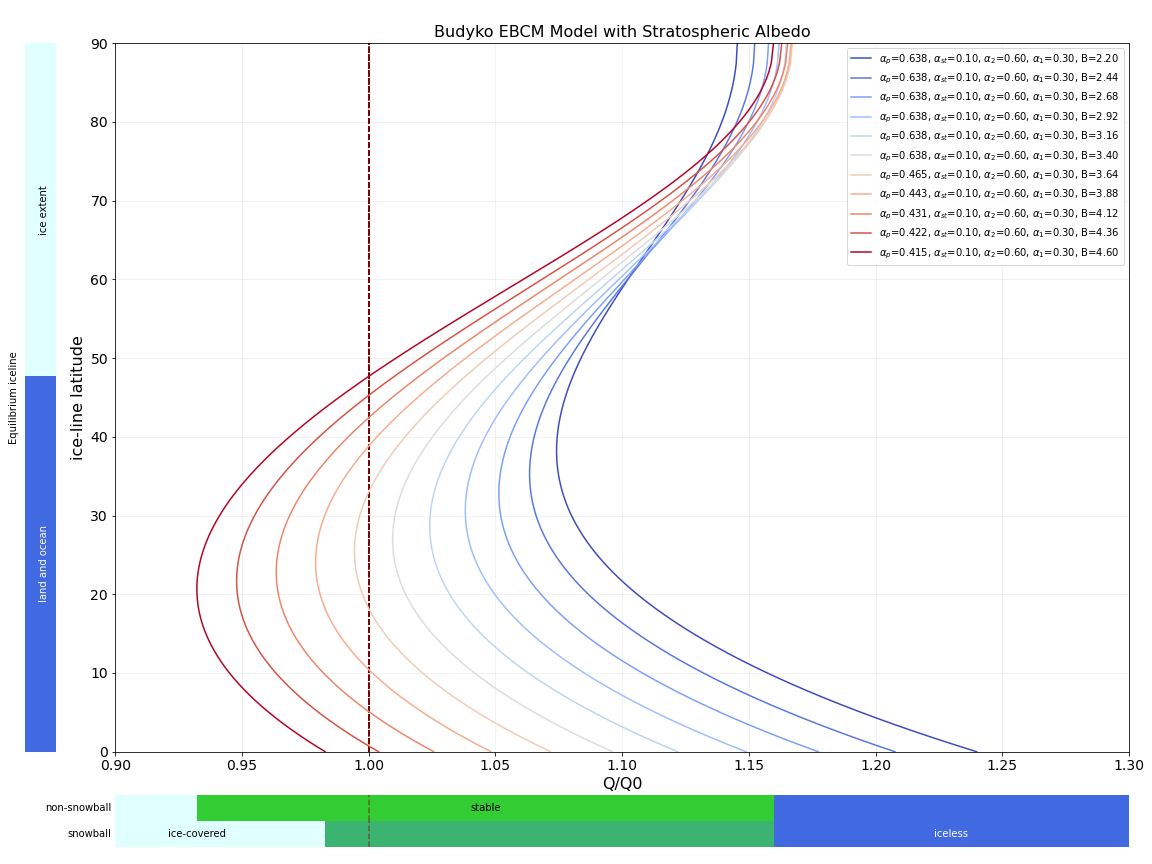 Budyko EBCM Model with Stratospheric Albedo
90
80
70
60
50
40
30
20
10
0
ice-line latitude
Equilibrium iceline
ice extent
land and ocean
αp=0.638, αst=0.10, α2=0.60, α1=0.30, B=2.20
αp=0.638, αst=0.10, α2=0.60, α1=0.30, B=2.44
αp=0.638, αst=0.10, α2=0.60, α1=0.30, B=2.68
αp=0.638, αst=0.10, α2=0.60, α1=0.30, B=2.92
αp=0.638, αst=0.10, α2=0.60, α1=0.30, B=3.16
αp=0.638, αst=0.10, α2=0.60, α1=0.30, B=3.40
αp=0.465, αst=0.10, α2=0.60, α1=0.30, B=3.64
αp=0.443, αst=0.10, α2=0.60, α1=0.30, B=3.88
αp=0.431, αst=0.10, α2=0.60, α1=0.30, B=4.12
αp=0.422, αst=0.10, α2=0.60, α1=0.30, B=4.36
αp=0.415, αst=0.10, α2=0.60, α1=0.30, B=4.60
0.90 0.95 1.00 1.05 1.10 1.15 1.20 1.25 1.30
Q/Q0
non-snowball stable
snowball ice-covered iceless